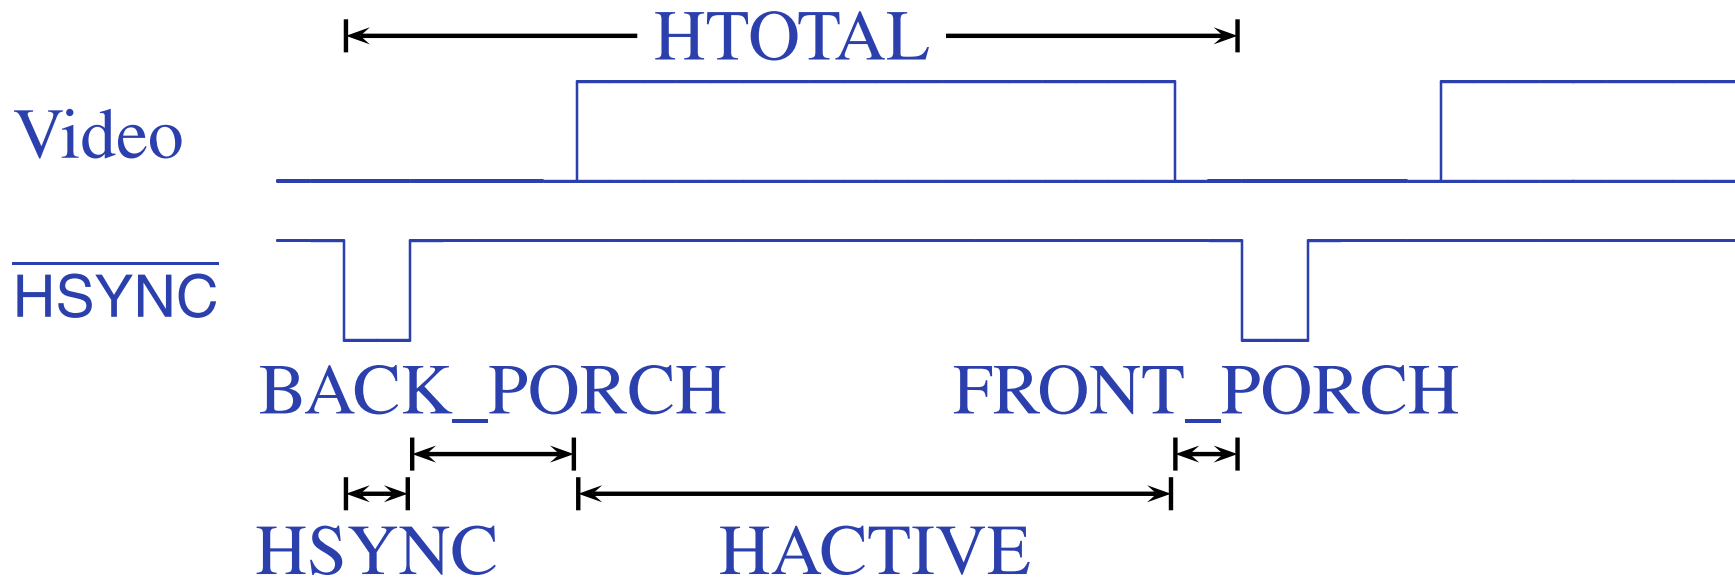 HTOTAL
Video
HSYNC
BACK_PORCH FRONT_PORCH
HSYNC HACTIVE